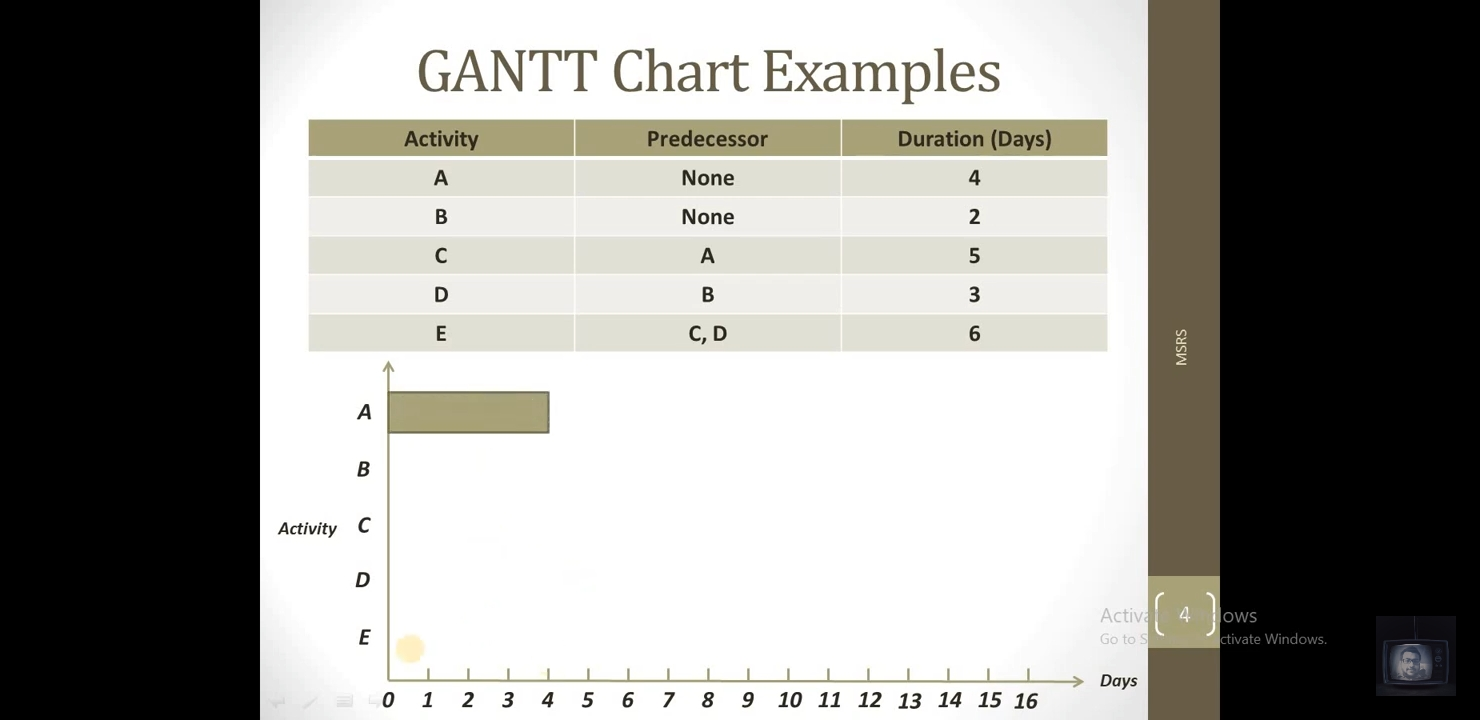 GANTT Chart Examples
Activity Predecessor Duration (Days)
A None 4
B None 2
C A 5
D B 3
E C, D 6
MSRS
A
B
Activity C
D
E
4
Days
0 1 2 3 4 5 6 7 8 9 10 11 12 13 14 15 16